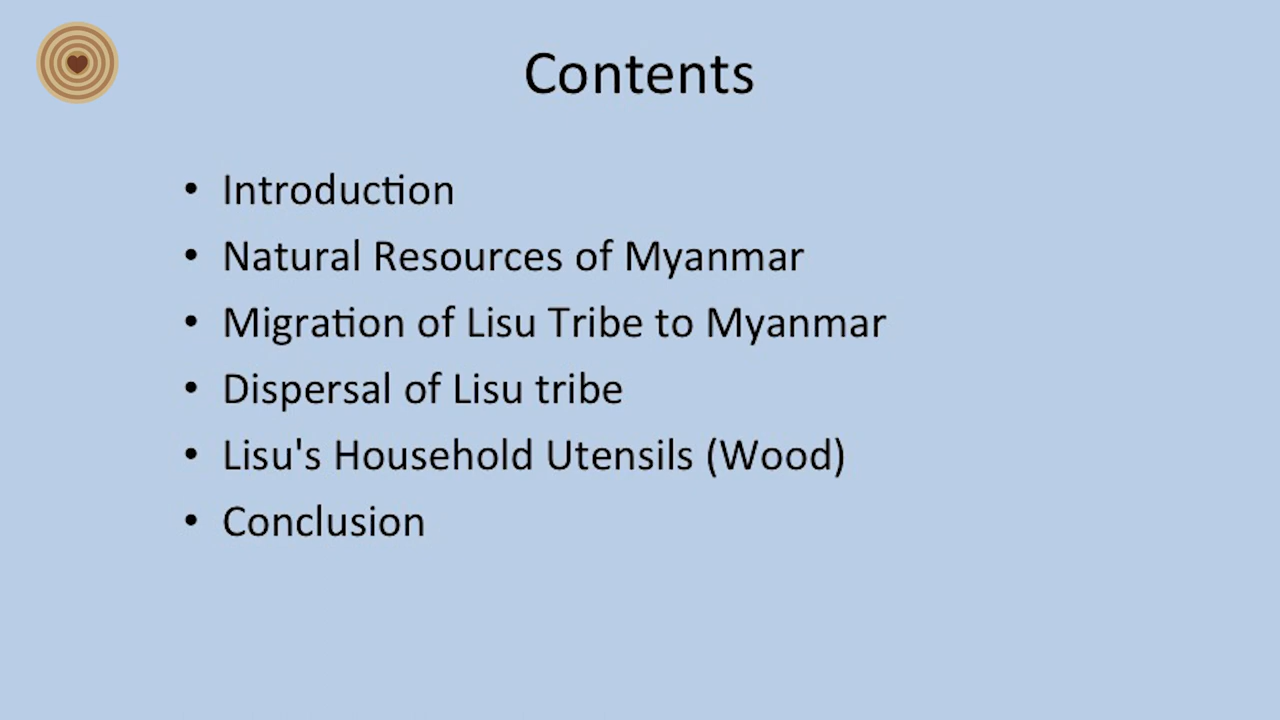 Contents
• Introduction
• Natural Resources of Myanmar
• Migration of Lisu Tribe to Myanmar
• Dispersal of Lisu tribe
• Lisu's Household Utensils (Wood)
• Conclusion